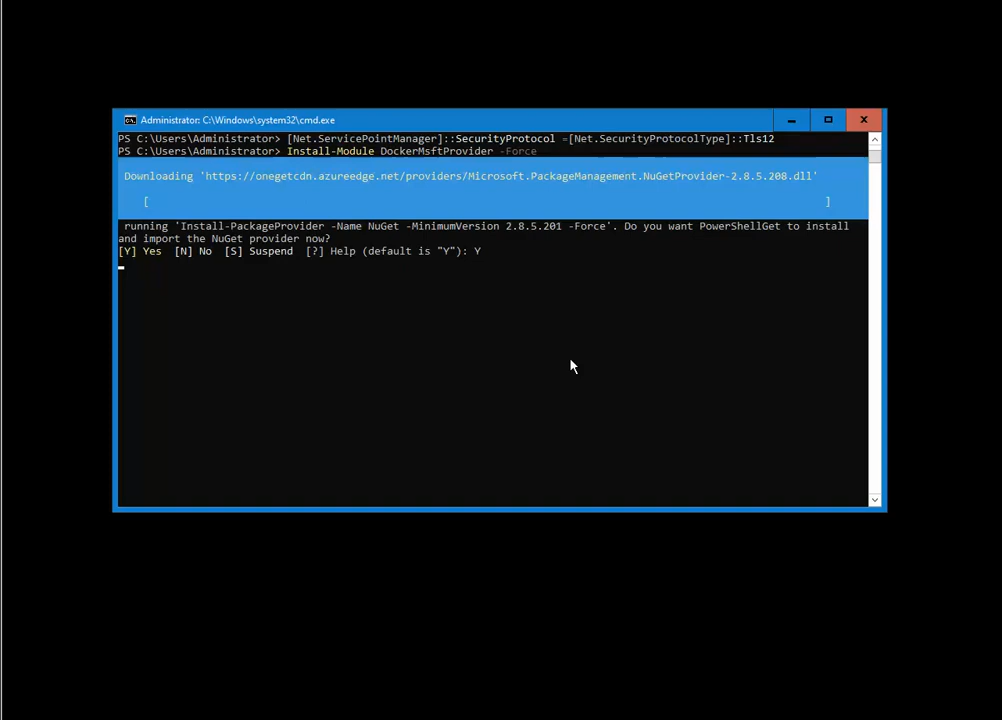 Administrator: C:\Windows\system32\cmd.exe
PS C:\Users\Administrator> [Net.ServicePointManager]::SecurityProtocol =[Net.SecurityProtocolType]::Tls12
PS C:\Users\Administrator> Install-Module DockerMsftProvider -Force
Downloading 'https://onegetcdn.azureedge.net/providers/Microsoft.PackageManagement.NuGetProvider-2.8.5.208.dll'
[ ]
running 'Install-PackageProvider -Name NuGet -MinimumVersion 2.8.5.201 -Force'. Do you want PowerShellGet to install
and import the NuGet provider now?
[Y] Yes [N] No [S] Suspend [?] Help (default is "Y"): Y